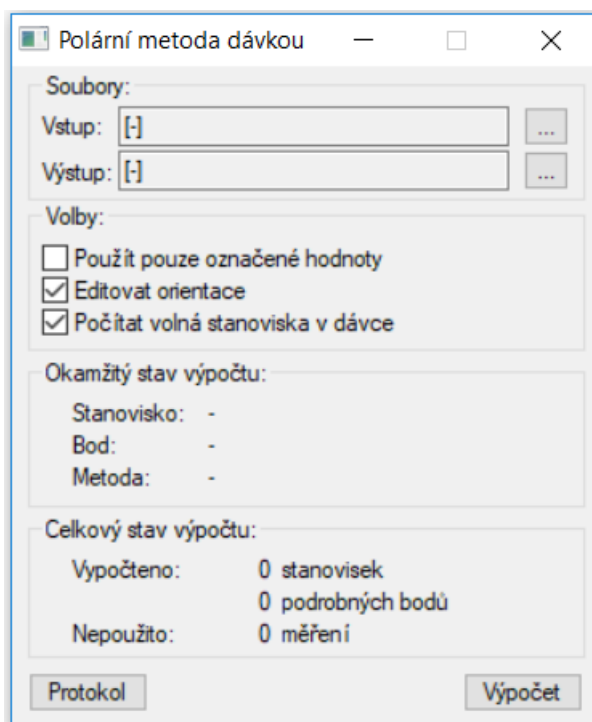 Polární metoda dávkou
Soubory:
Vstup: [-] ...
Výstup: [-] ...
Volby:
Použít pouze označené hodnoty
Editovat orientace
Počítat volná stanoviska v dávce
Okamžitý stav výpočtu:
Stanovisko: -
Bod: -
Metoda: -
Celkový stav výpočtu:
Vypočteno: 0 stanovisek
0 podrobných bodů
Nepoužito: 0 měření
Protokol Výpočet